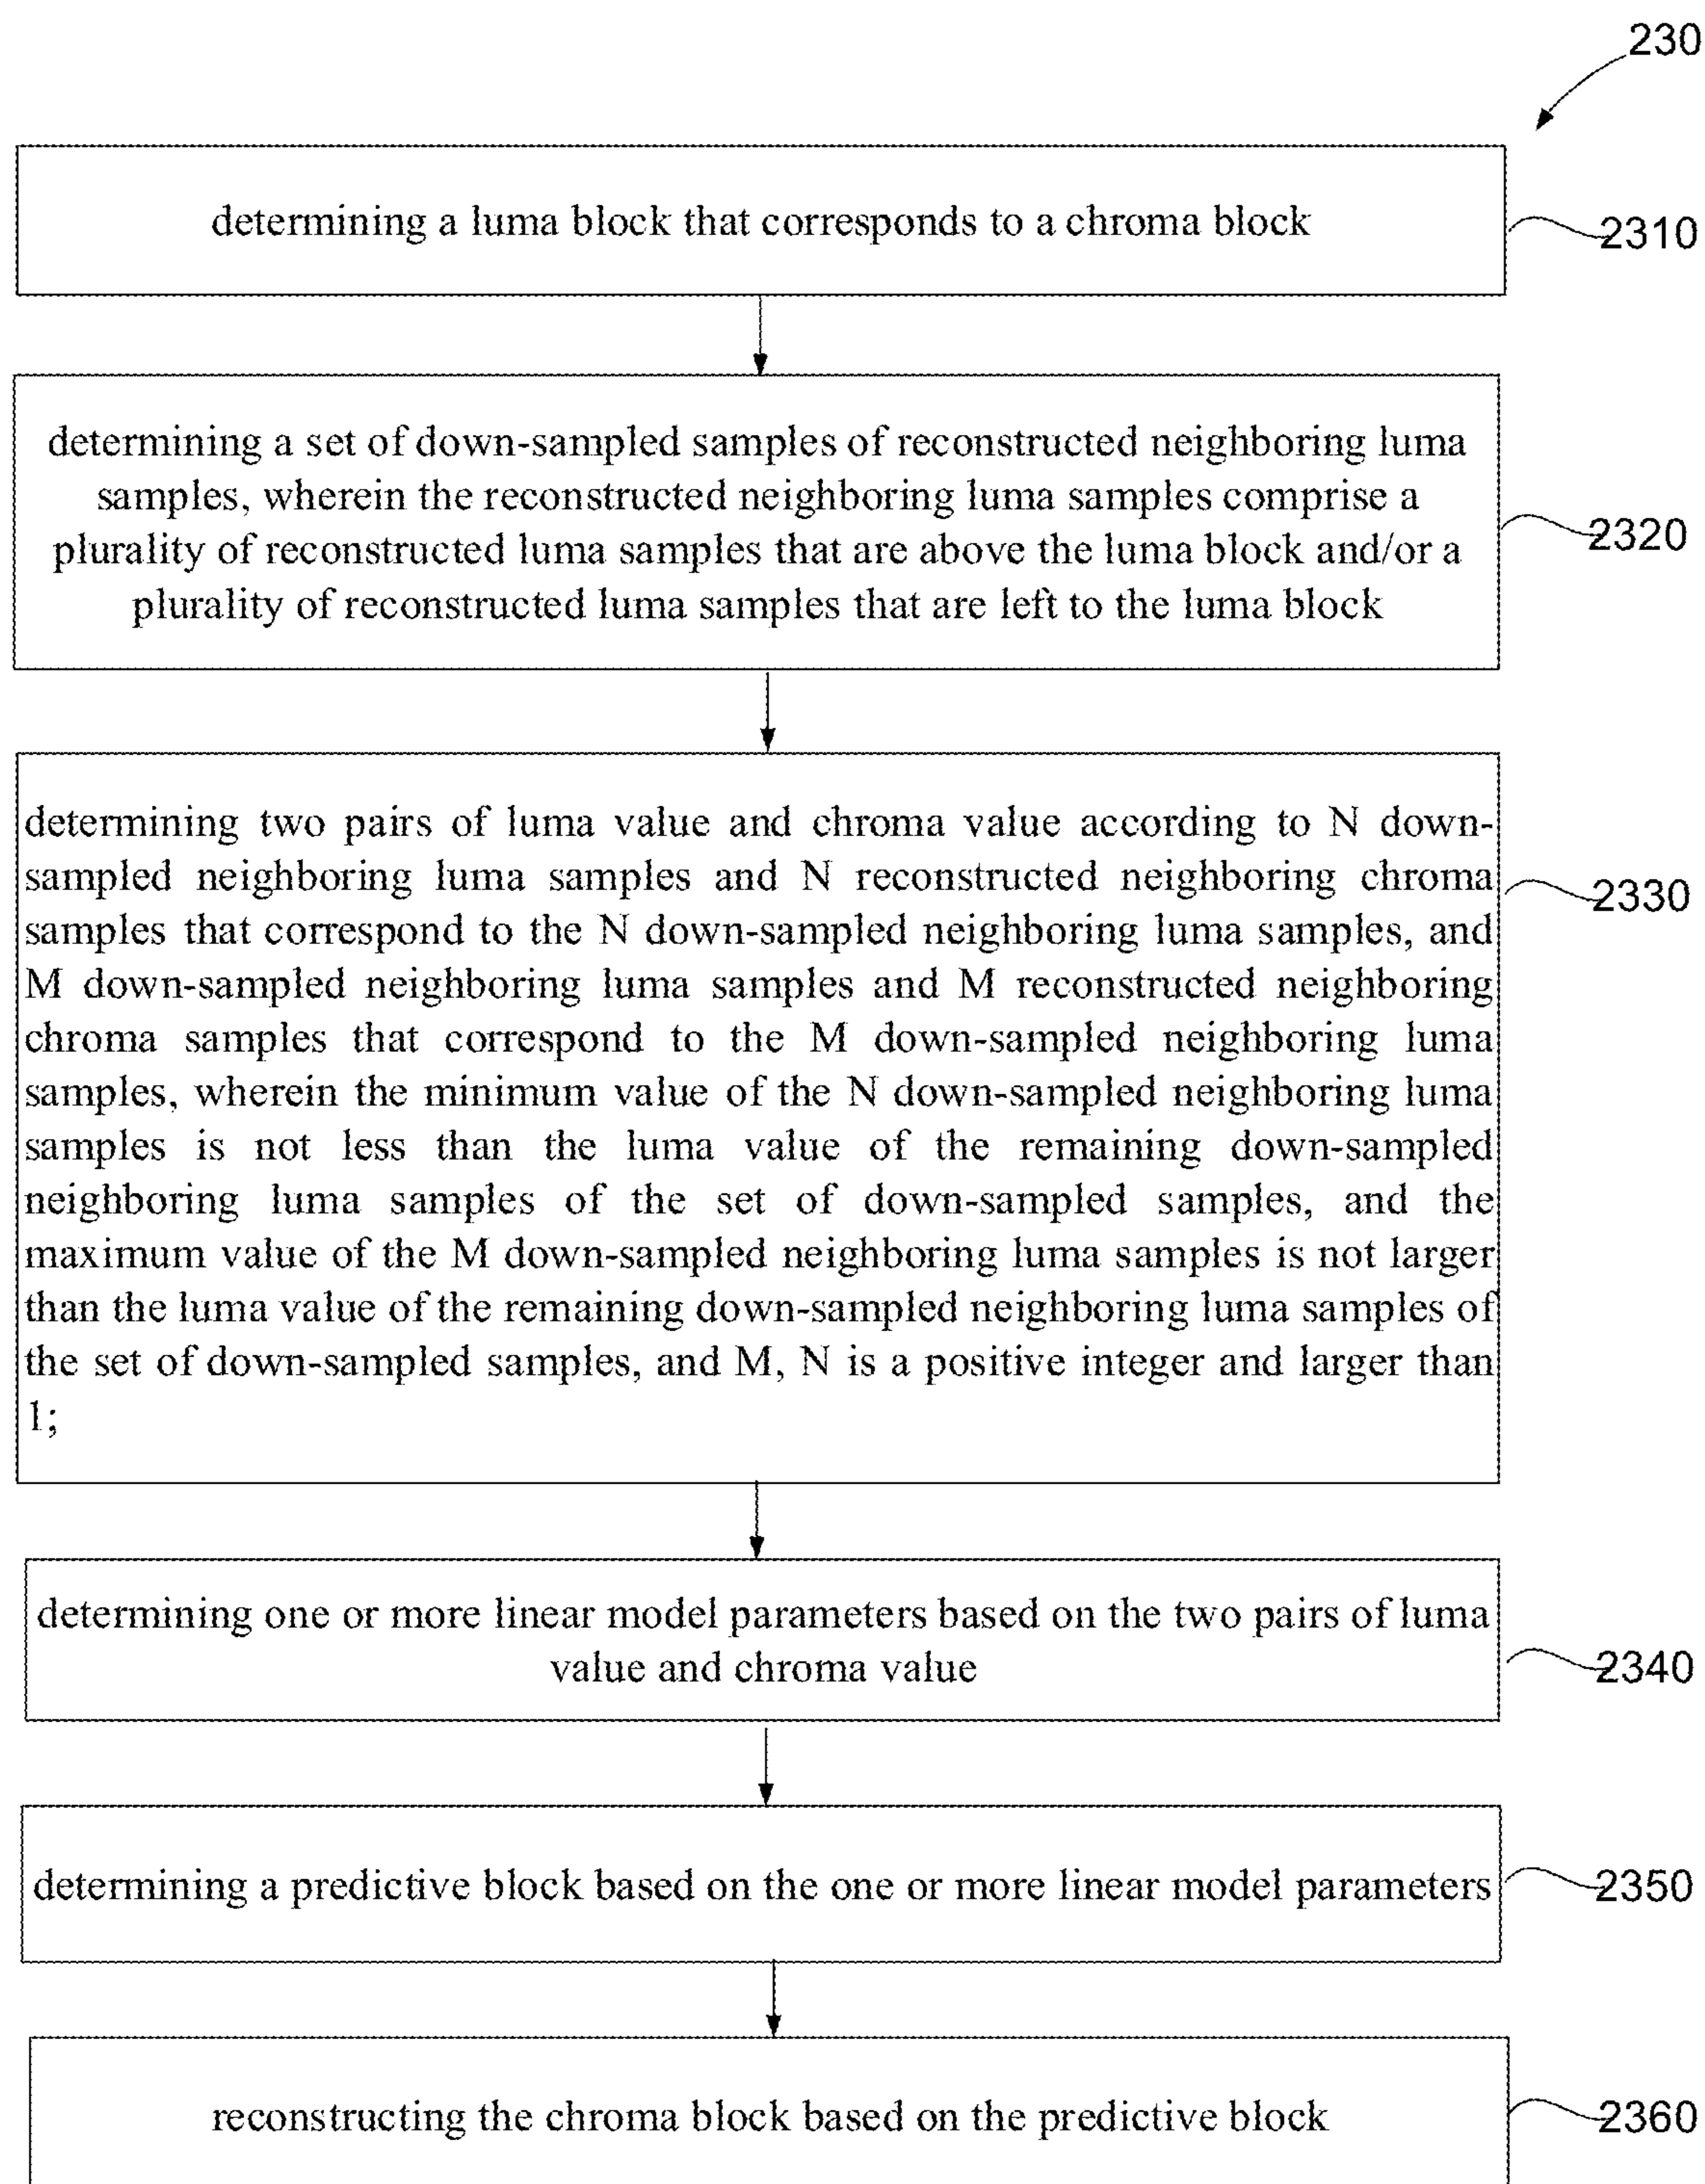 230
determining a luma block that corresponds to a chroma block
2310
determining a set of down-sampled samples of reconstructed neighboring luma
samples, wherein the reconstructed neighboring luma samples comprise a
plurality of reconstructed luma samples that are above the luma block and/or a
plurality of reconstructed luma samples that are left to the luma block
2320
determining two pairs of luma value and chroma value according to N down-
sampled neighboring luma samples and N reconstructed neighboring chroma
samples that correspond to the N down-sampled neighboring luma samples, and
M down-sampled neighboring luma samples and M reconstructed neighboring
chroma samples that correspond to the M down-sampled neighboring luma
samples, wherein the minimum value of the N down-sampled neighboring luma
samples is not less than the luma value of the remaining down-sampled
neighboring luma samples of the set of down-sampled samples, and the
maximum value of the M down-sampled neighboring luma samples is not larger
than the luma value of the remaining down-sampled neighboring luma samples of
the set of down-sampled samples, and M, N is a positive integer and larger than
1;
2330
determining one or more linear model parameters based on the two pairs of luma
value and chroma value
2340
determining a predictive block based on the one or more linear model parameters
2350
reconstructing the chroma block based on the predictive block
2360